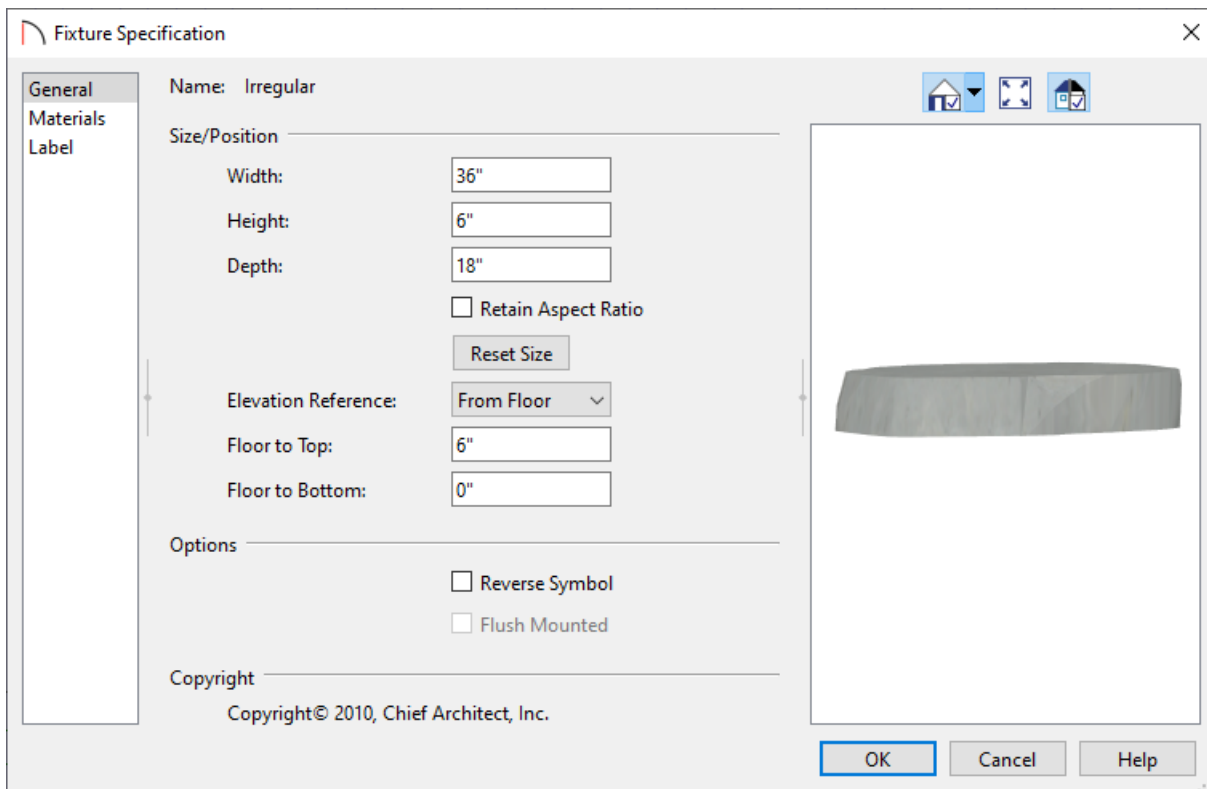 Fixture Specification
General
Materials
Label
Name: Irregular
Size/Position
Width: 36"
Height: 6"
Depth: 18"
Retain Aspect Ratio
Reset Size
Elevation Reference: From Floor
Floor to Top: 6"
Floor to Bottom: 0"
Options
Reverse Symbol
Flush Mounted
Copyright
Copyright© 2010, Chief Architect, Inc.
OK Cancel Help